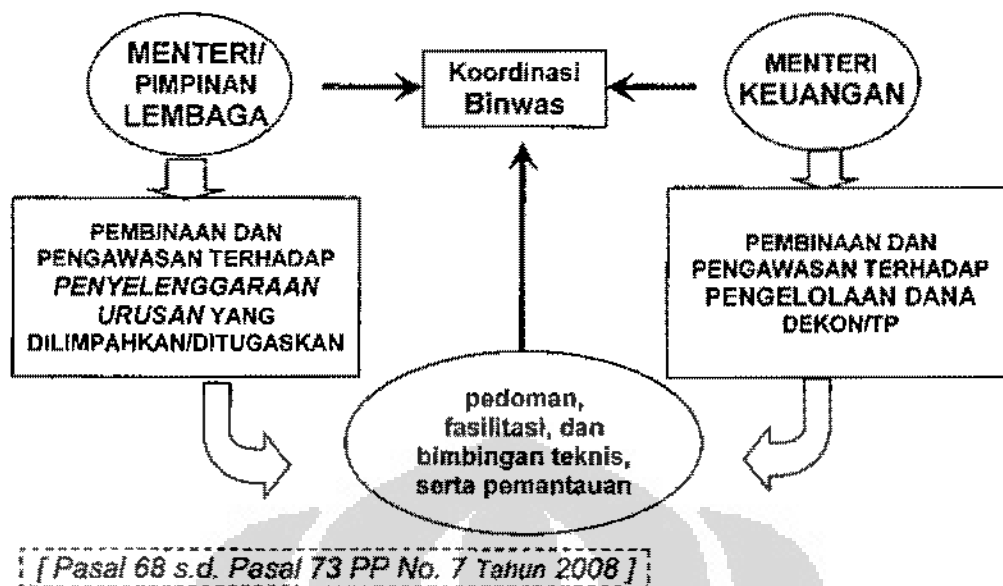 MENTERI/
PIMPINAN
LEMBAGA
Koordinasi
Binwas
MENTERI
KEUANGAN
PEMBINAAN DAN
PENGAWASAN TERHADAP
PENYELENGGARAAN
URUSAN YANG
DILIMPAHKAN/DITUGASKAN
PEMBINAAN DAN
PENGAWASAN TERHADAP
PENGELOLAAN DANA
DEKON/TP
pedoman,
fasilitasi, dan
bimbingan teknis,
serta pemantauan
[ Pasal 68 s.d. Pasal 73 PP No. 7 Tahun 2008 ]